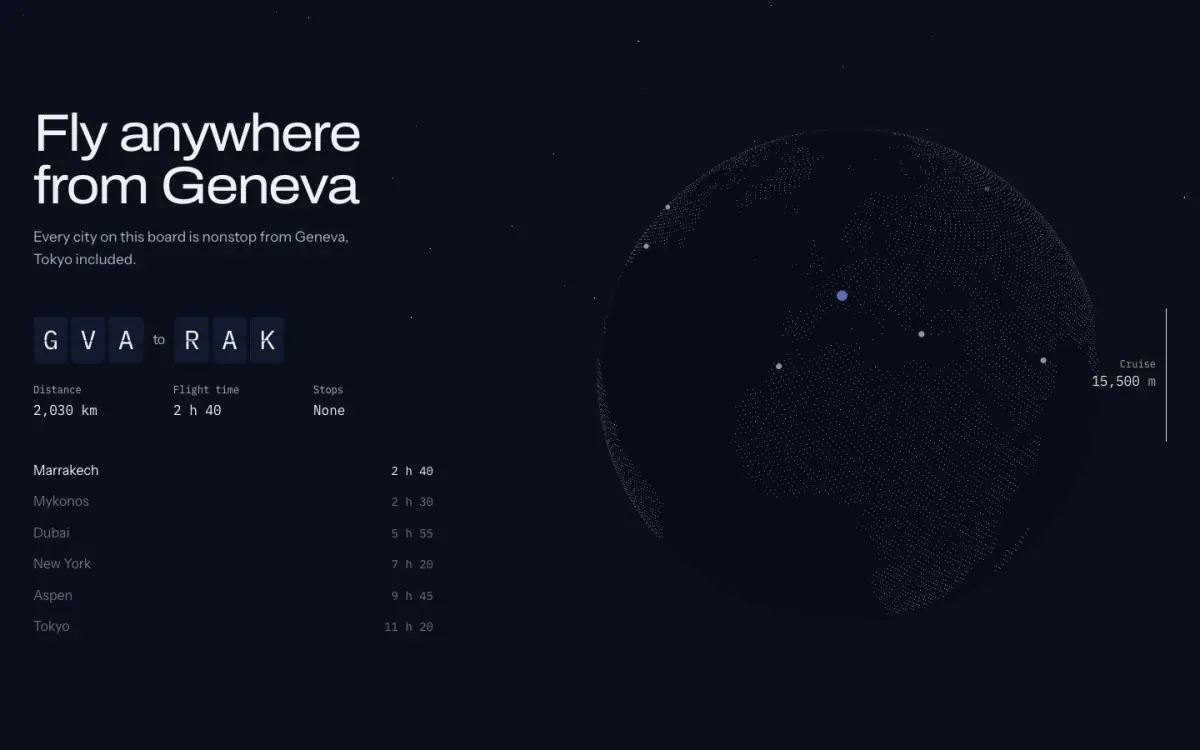 Fly anywhere
from Geneva
Every city on this board is nonstop from Geneva,
Tokyo included.
G V A to R A K
Distance Flight time Stops
2,030 km 2 h 40 None
Cruise
15,500 m
Marrakech 2 h 40
Mykonos 2 h 30
Dubai 5 h 55
New York 7 h 20
Aspen 9 h 45
Tokyo 11 h 20